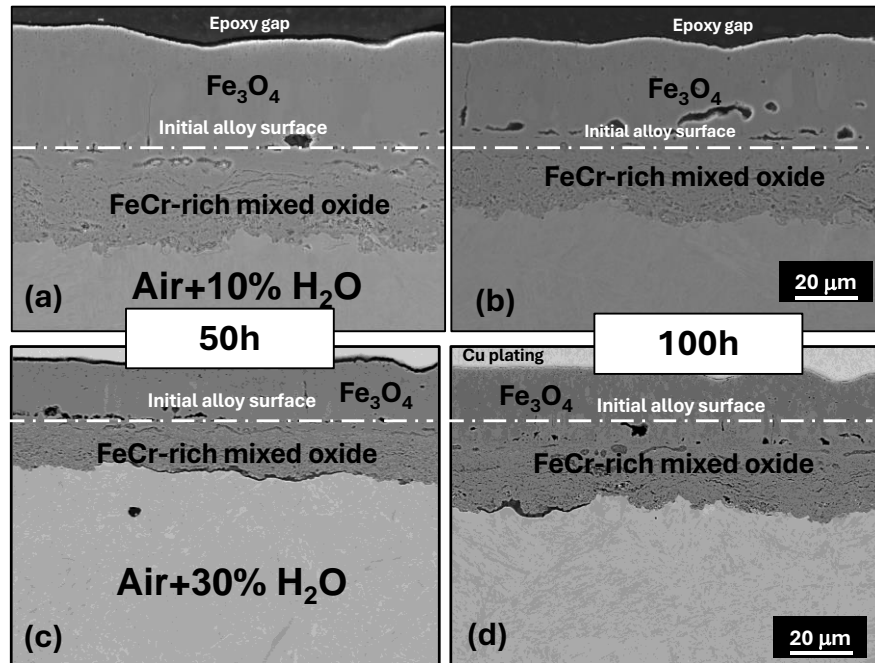 Epoxy gap
Fe₃O₄
Initial alloy surface
FeCr-rich mixed oxide
(a)
Air+10% H₂O
Epoxy gap
Fe₃O₄
Initial alloy surface
FeCr-rich mixed oxide
(b)
20 μm
50h
100h
Fe₃O₄
Initial alloy surface
FeCr-rich mixed oxide
Air+30% H₂O
(c)
Cu plating
Fe₃O₄
Initial alloy surface
FeCr-rich mixed oxide
(d)
20 μm